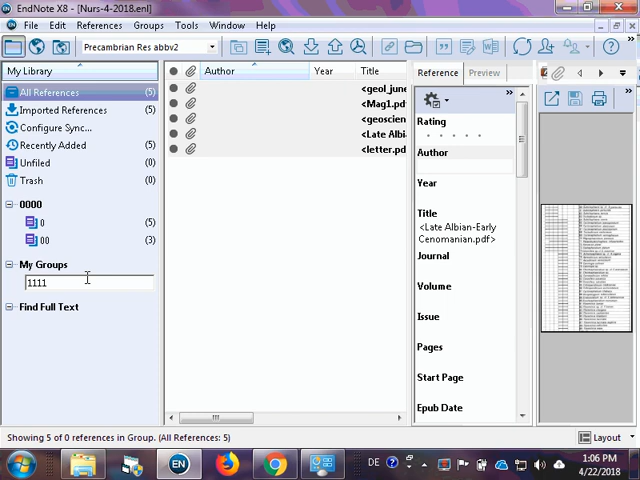 EndNote X8 - [Nurs-4-2018.enl]
File Edit References Groups Tools Window Help
Precambrian Res abbv2
My Library
All References (5)
Imported References (5)
Configure Sync...
Recently Added (5)
Unfiled (0)
Trash (0)
0000
0 (5)
00 (3)
My Groups
1111
Find Full Text
Author Year Title
<geol_june
<Mag1.pdf
<geoscien
<Late Albia
<letter.pd
Reference Preview
Rating
Author
Year
Title
<Late Albian-Early
Cenomanian.pdf>
Journal
Volume
Issue
Pages
Start Page
Epub Date
Showing 5 of 0 references in Group. (All References: 5)
Layout
EN
DE
1:06 PM
4/22/2018